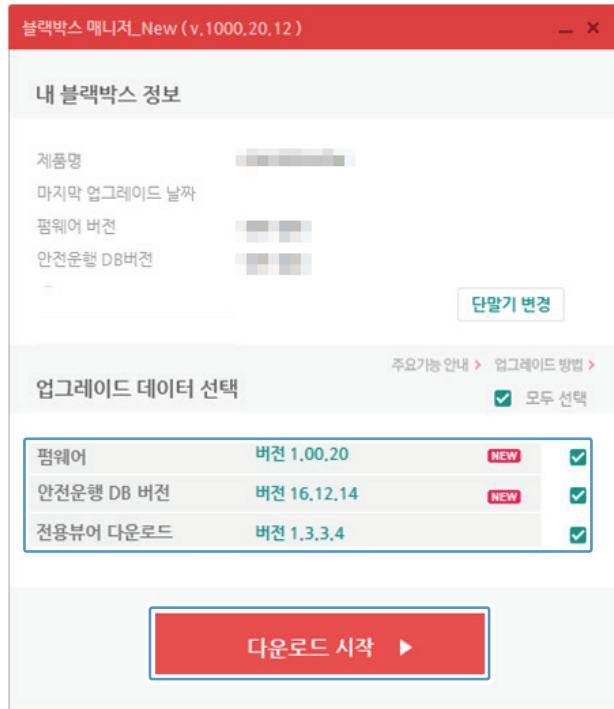 블랙박스 매니저_New ( v.1000.20.12 )
내 블랙박스 정보
제품명
마지막 업그레이드 날짜
펌웨어 버전
안전운행 DB버전
단말기 변경
주요기능 안내 > 업그레이드 방법 >
업그레이드 데이터 선택
모두 선택
펌웨어 버전 1.00.20 NEW
안전운행 DB 버전 버전 16.12.14 NEW
전용뷰어 다운로드 버전 1.3.3.4
다운로드 시작 ▶